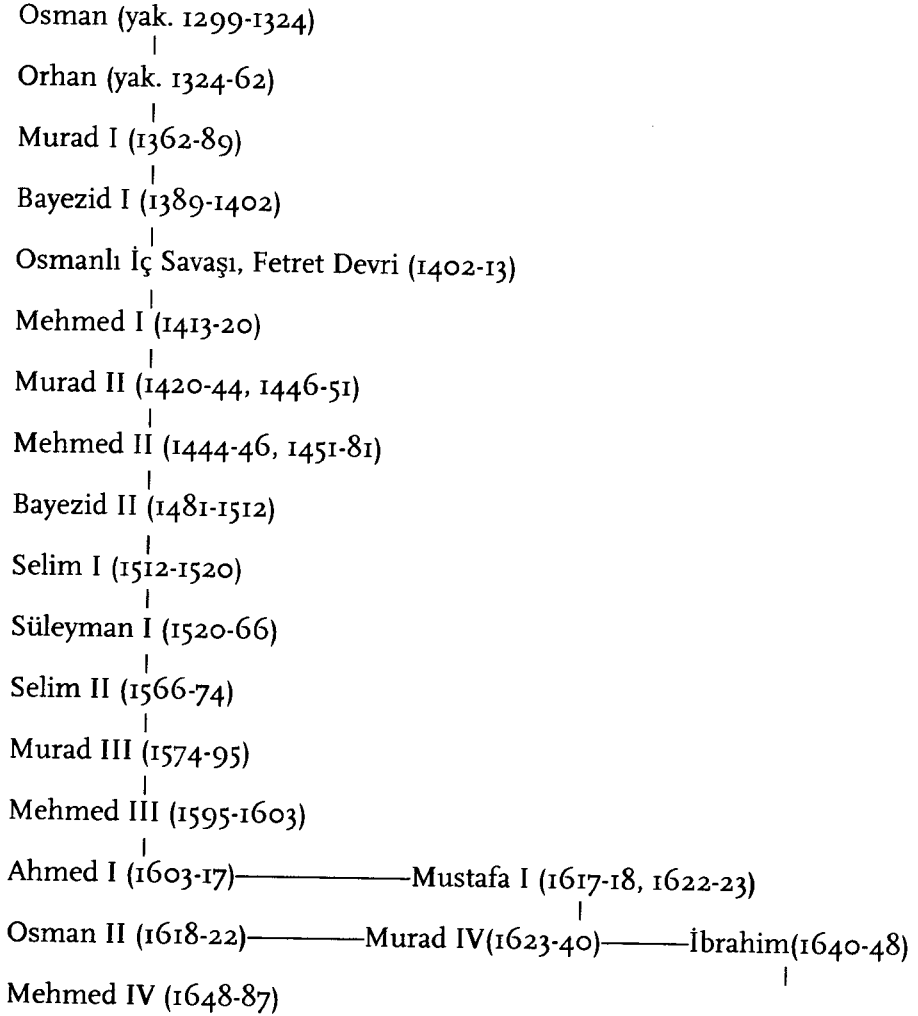 Osman (yak. 1299-1324)
Orhan (yak. 1324-62)
Murad I (1362-89)
Bayezid I (1389-1402)
Osmanlı İç Savaşı, Fetret Devri (1402-13)
Mehmed I (1413-20)
Murad II (1420-44, 1446-51)
Mehmed II (1444-46, 1451-81)
Bayezid II (1481-1512)
Selim I (1512-1520)
Süleyman I (1520-66)
Selim II (1566-74)
Murad III (1574-95)
Mehmed III (1595-1603)
Ahmed I (1603-17) Mustafa I (1617-18, 1622-23)
Osman II (1618-22) Murad IV(1623-40) İbrahim(1640-48)
Mehmed IV (1648-87)